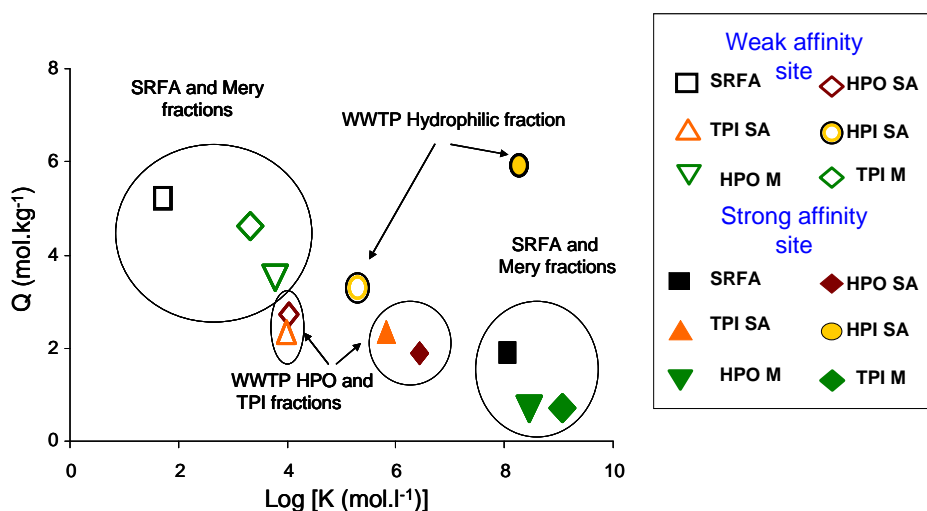 SRFA and Mery
fractions
WWTP Hydrophilic fraction
SRFA and
Mery fractions
WWTP HPO and
TPI fractions
Q (mol.kg⁻¹)
8
6
4
2
0
0 2 4 6 8 10
Log [K (mol.l⁻¹)]
Weak affinity
site
SRFA HPO SA
TPI SA HPI SA
HPO M TPI M
Strong affinity
site
SRFA HPO SA
TPI SA HPI SA
HPO M TPI M